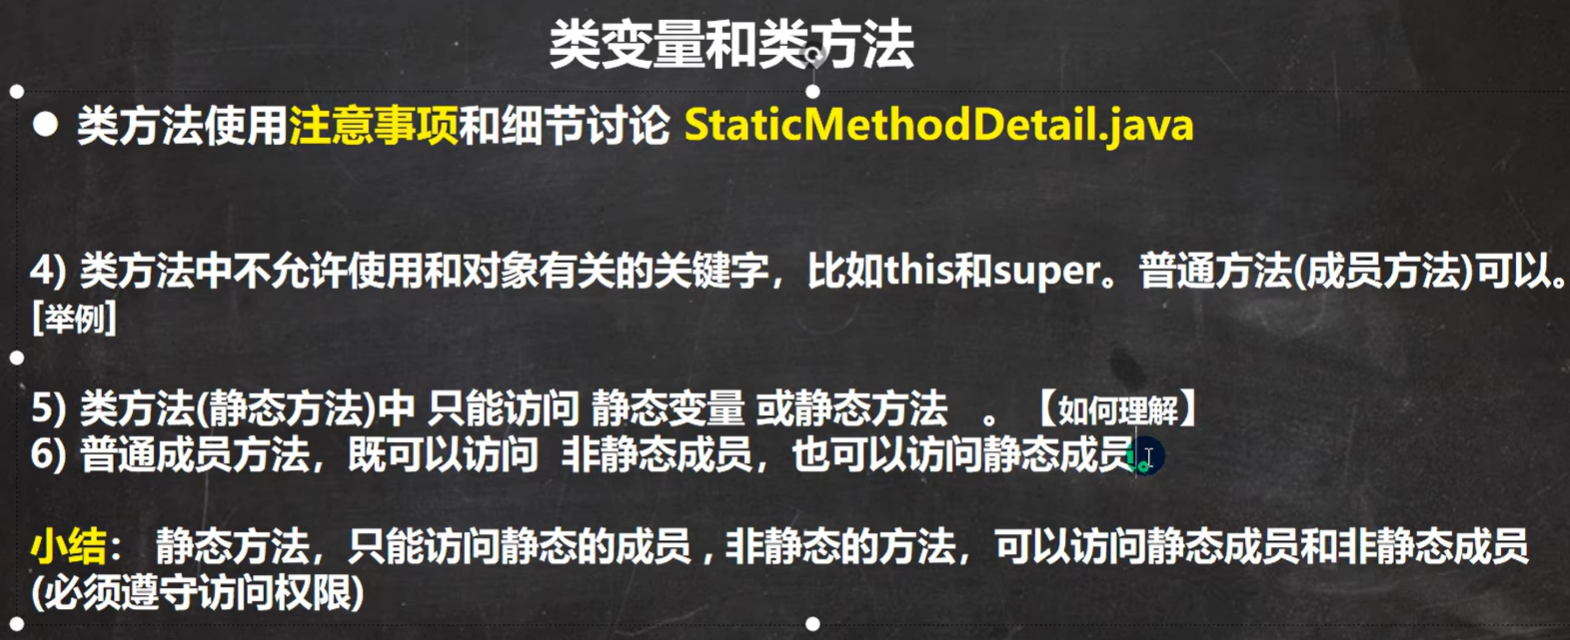 类变量和类方法
● 类方法使用注意事项和细节讨论 StaticMethodDetail.java
4) 类方法中不允许使用和对象有关的关键字，比如this和super。普通方法(成员方法)可以。
[举例]
5) 类方法(静态方法)中 只能访问 静态变量 或静态方法 。【如何理解】
6) 普通成员方法，既可以访问 非静态成员，也可以访问静态成员。
小结： 静态方法，只能访问静态的成员 , 非静态的方法，可以访问静态成员和非静态成员
(必须遵守访问权限)